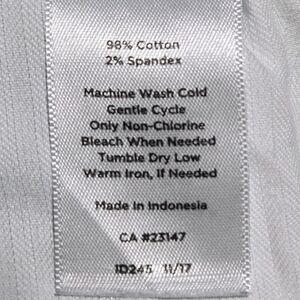 98% Cotton
2% Spandex
Machine Wash Cold
Gentle Cycle
Only Non-Chlorine
Bleach When Needed
Tumble Dry Low
Warm Iron, If Needed
Made In Indonesia
CA #23147
ID245 11/17